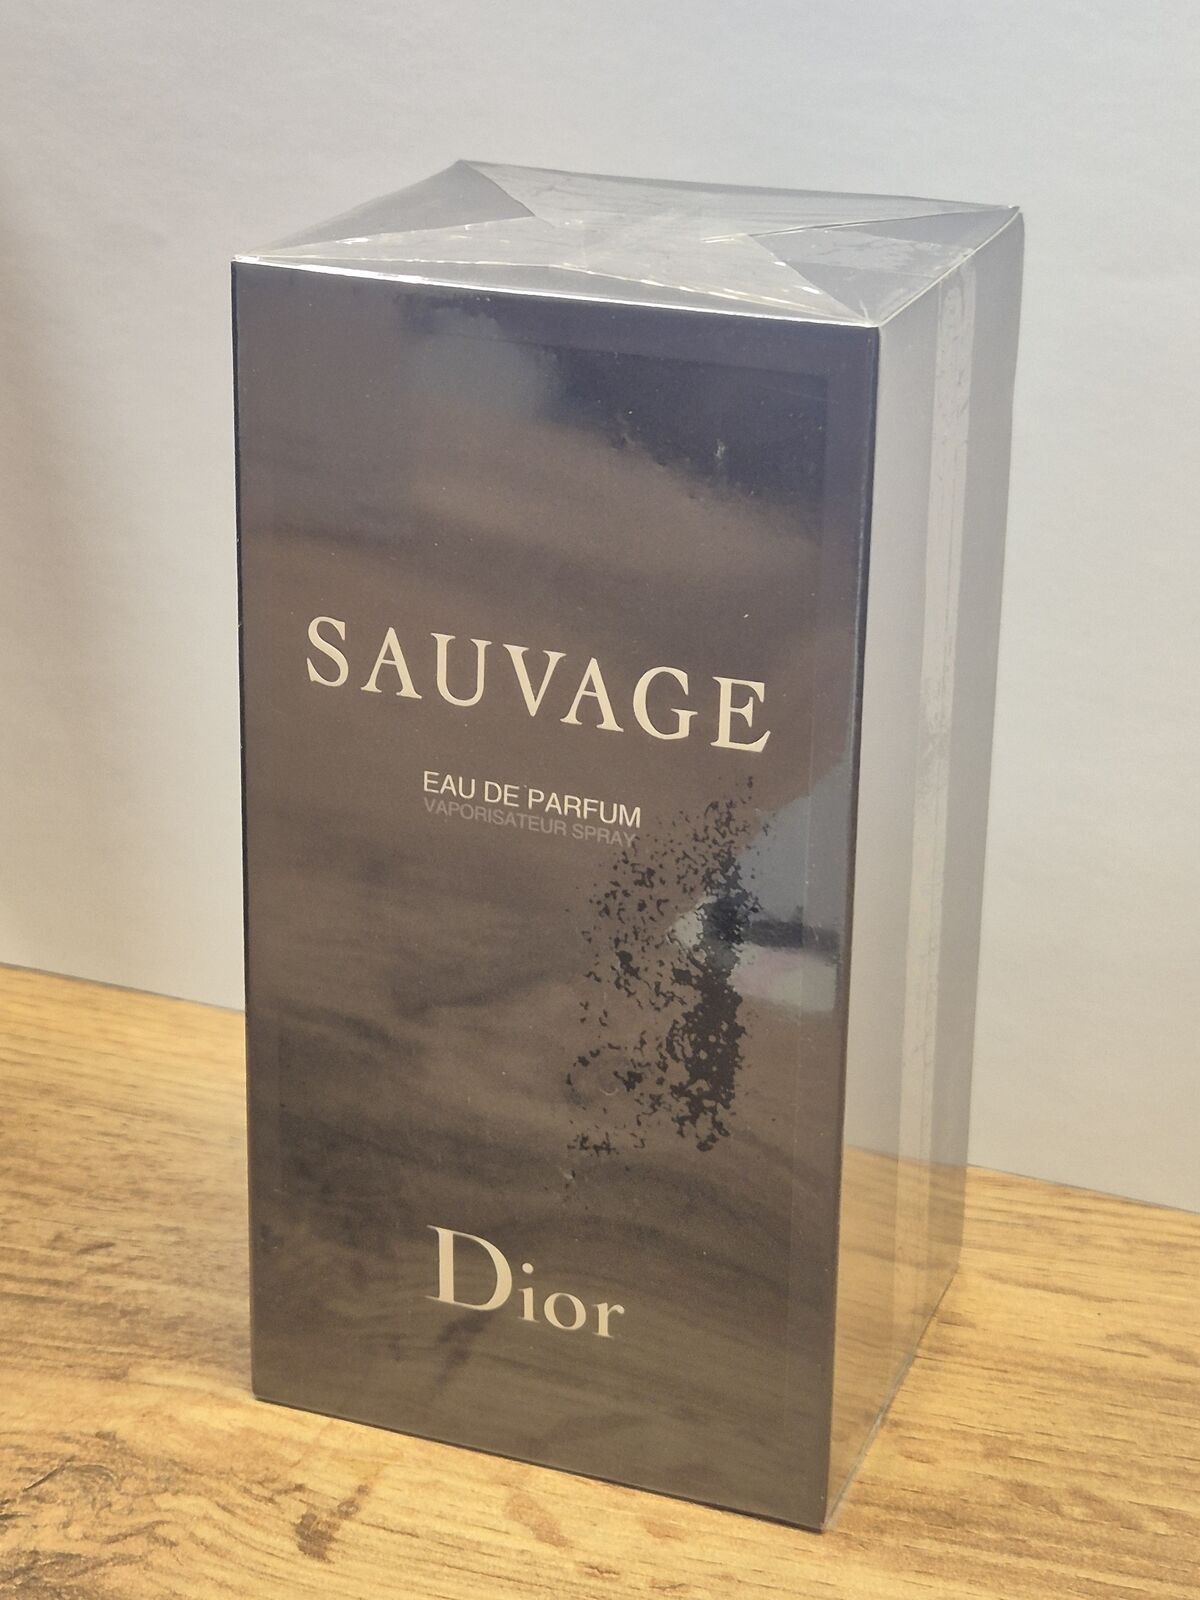 SAUVAGE
EAU DE PARFUM
VAPORISATEUR SPRAY
Dior